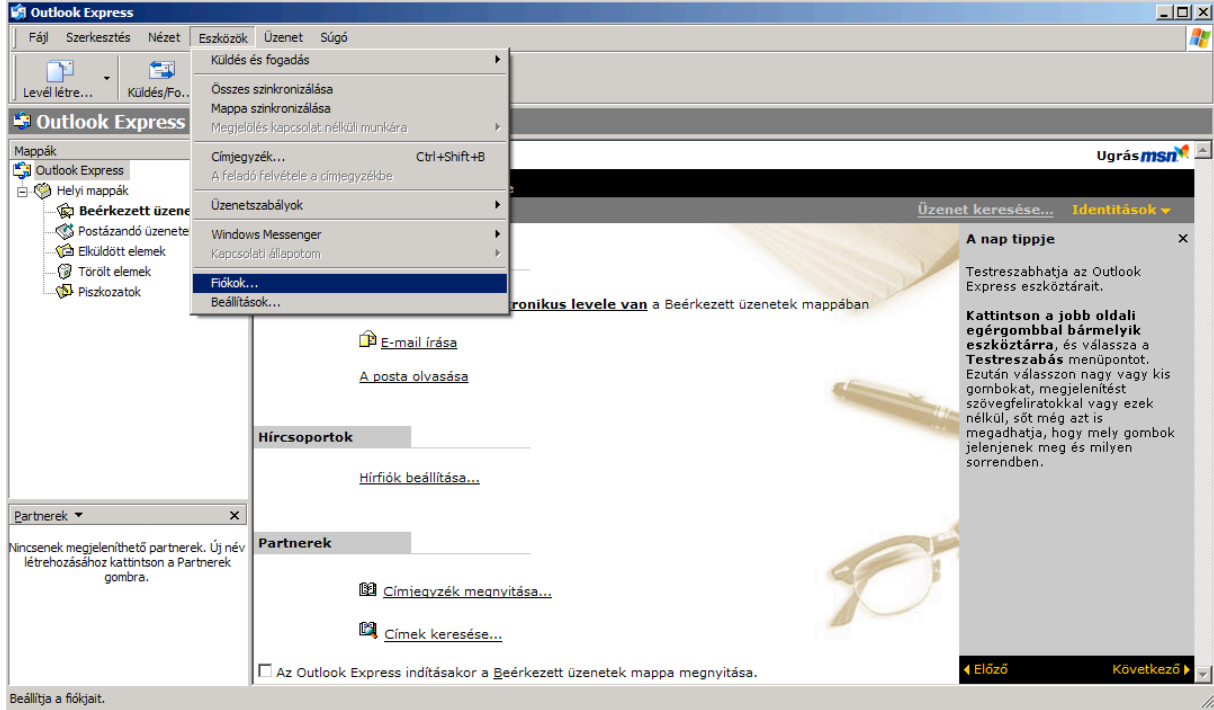 Outlook Express
Fájl Szerkesztés Nézet Eszközök Üzenet Súgó
Levél létre... Küldés/Fo...
Küldés és fogadás
Összes szinkronizálása
Mappa szinkronizálása
Megjelölés kapcsolat nélküli munkára
Címjegyzék... Ctrl+Shift+B
A feladó felvétele a címjegyzékbe
Üzenetszabályok
Windows Messenger
Kapcsolati állapotom
Fiókok...
Beállítások...
Outlook Express
Mappák
Outlook Express
Helyi mappák
Beérkezett üzene
Postázandó üzenete
Elküldött elemek
Törölt elemek
Piszkozatok
Partnerek
Nincsenek megjeleníthető partnerek. Új név
létrehozásához kattintson a Partnerek
gombra.
Ugrás msn
Üzenet keresése... Identitások
ronikus levele van a Beérkezett üzenetek mappában
E-mail írása
A posta olvasása
Hírcsoportok
Hírfiók beállítása...
Partnerek
Címjegyzék megnyitása...
Címek keresése...
Az Outlook Express indításakor a Beérkezett üzenetek mappa megnyitása.
A nap tippje
Testreszabhatja az Outlook
Express eszköztárait.
Kattintson a jobb oldali
egérgombbal bármelyik
eszköztárra, és válassza a
Testreszabás menüpontot.
Ezután válasszon nagy vagy kis
gombokat, megjelenítést
szövegfeliratokkal vagy ezek
nélkül, sőt még azt is
megadhatja, hogy mely gombok
jelenjenek meg és milyen
sorrendben.
Előző Következő
Beállítja a fiókjait.